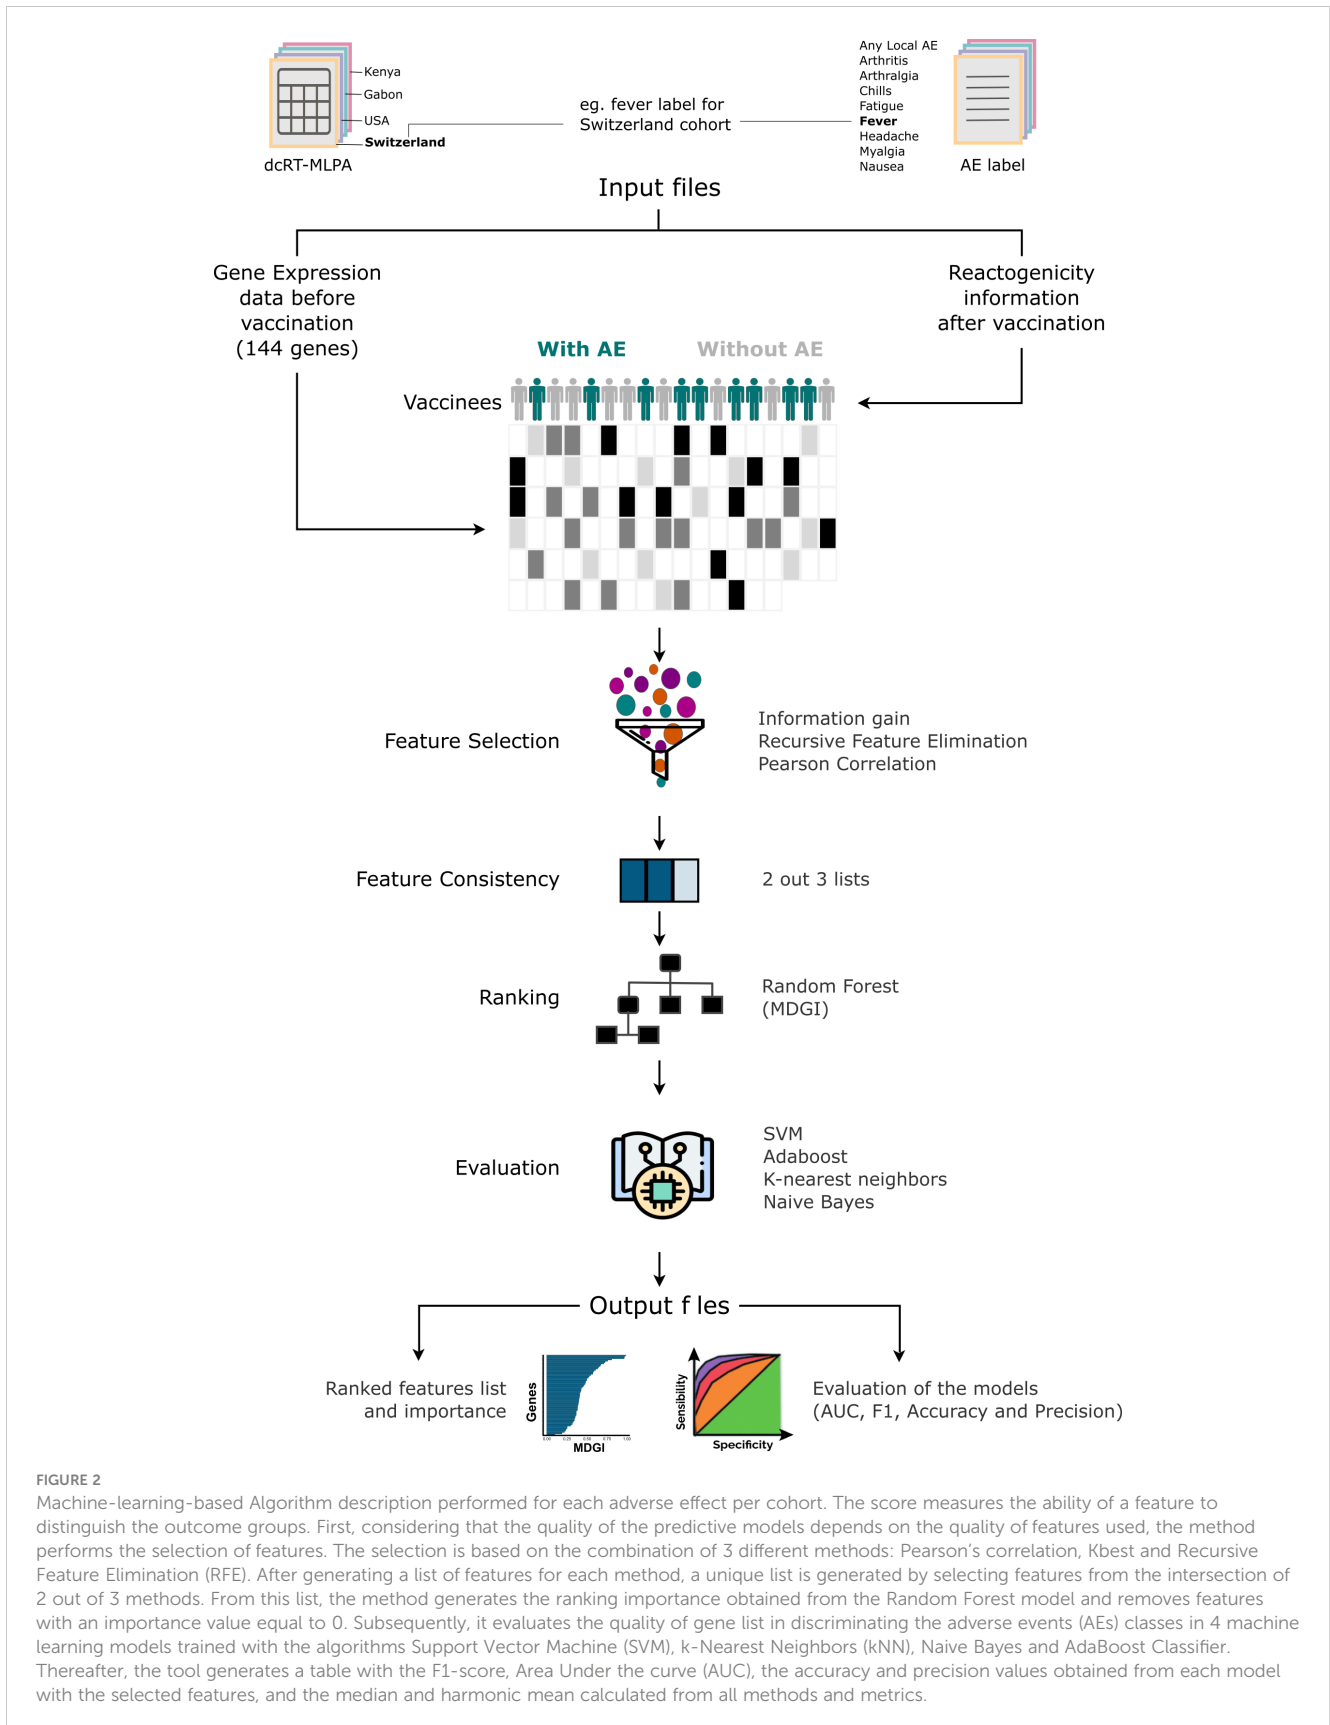 Kenya
Gabon
USA
Switzerland
dcRT-MLPA
eg. fever label for
Switzerland cohort
Any Local AE
Arthritis
Arthralgia
Chills
Fatigue
Fever
Headache
Myalgia
Nausea
AE label
Input files
Gene Expression
data before
vaccination
(144 genes)
Reactogenicity
information
after vaccination
With AE
Without AE
Vaccinees
Feature Selection
Information gain
Recursive Feature Elimination
Pearson Correlation
Feature Consistency
2 out 3 lists
Ranking
Random Forest
(MDGI)
Evaluation
SVM
Adaboost
K-nearest neighbors
Naive Bayes
Output f les
Ranked features list
and importance
Genes
0.00 0.25 0.50 0.75 1.00
MDGI
Sensibility
Specificity
Evaluation of the models
(AUC, F1, Accuracy and Precision)
FIGURE 2
Machine-learning-based Algorithm description performed for each adverse effect per cohort. The score measures the ability of a feature to
distinguish the outcome groups. First, considering that the quality of the predictive models depends on the quality of features used, the method
performs the selection of features. The selection is based on the combination of 3 different methods: Pearson's correlation, Kbest and Recursive
Feature Elimination (RFE). After generating a list of features for each method, a unique list is generated by selecting features from the intersection of
2 out of 3 methods. From this list, the method generates the ranking importance obtained from the Random Forest model and removes features
with an importance value equal to 0. Subsequently, it evaluates the quality of gene list in discriminating the adverse events (AEs) classes in 4 machine
learning models trained with the algorithms Support Vector Machine (SVM), k-Nearest Neighbors (kNN), Naive Bayes and AdaBoost Classifier.
Thereafter, the tool generates a table with the F1-score, Area Under the curve (AUC), the accuracy and precision values obtained from each model
with the selected features, and the median and harmonic mean calculated from all methods and metrics.